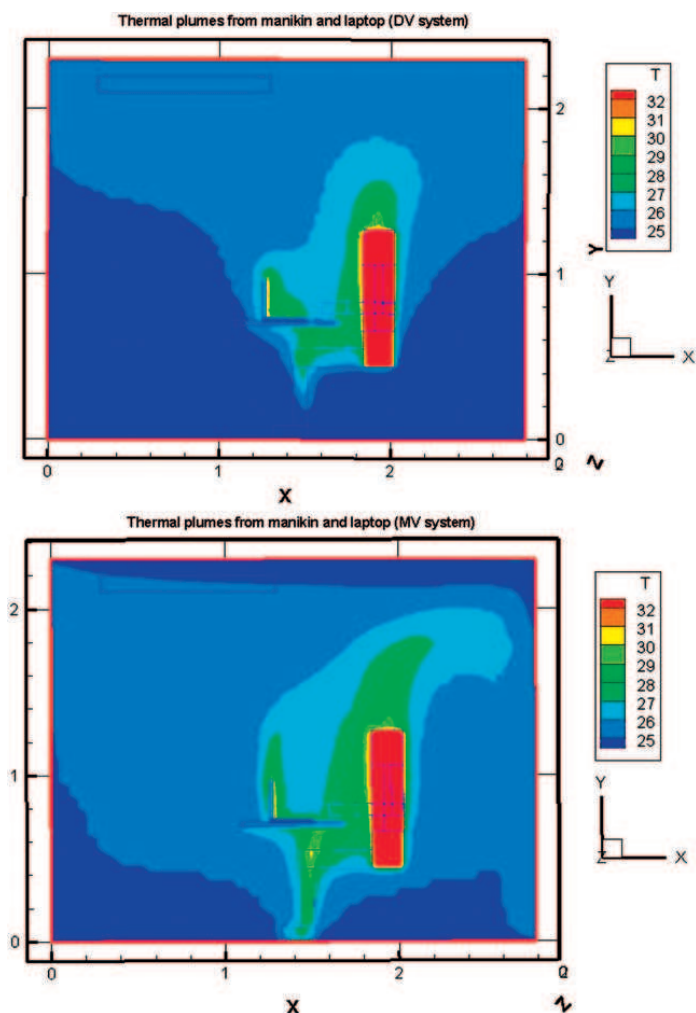 Thermal plumes from manikin and laptop (DV system)
T
32
31
30
29
28
27
26
25
2
1
0
Y
Y
Z
X
0
1
2
0
X
Z
Thermal plumes from manikin and laptop (MV system)
T
32
31
30
29
28
27
26
25
2
1
0
Y
Z
X
0
1
2
0
X
Z